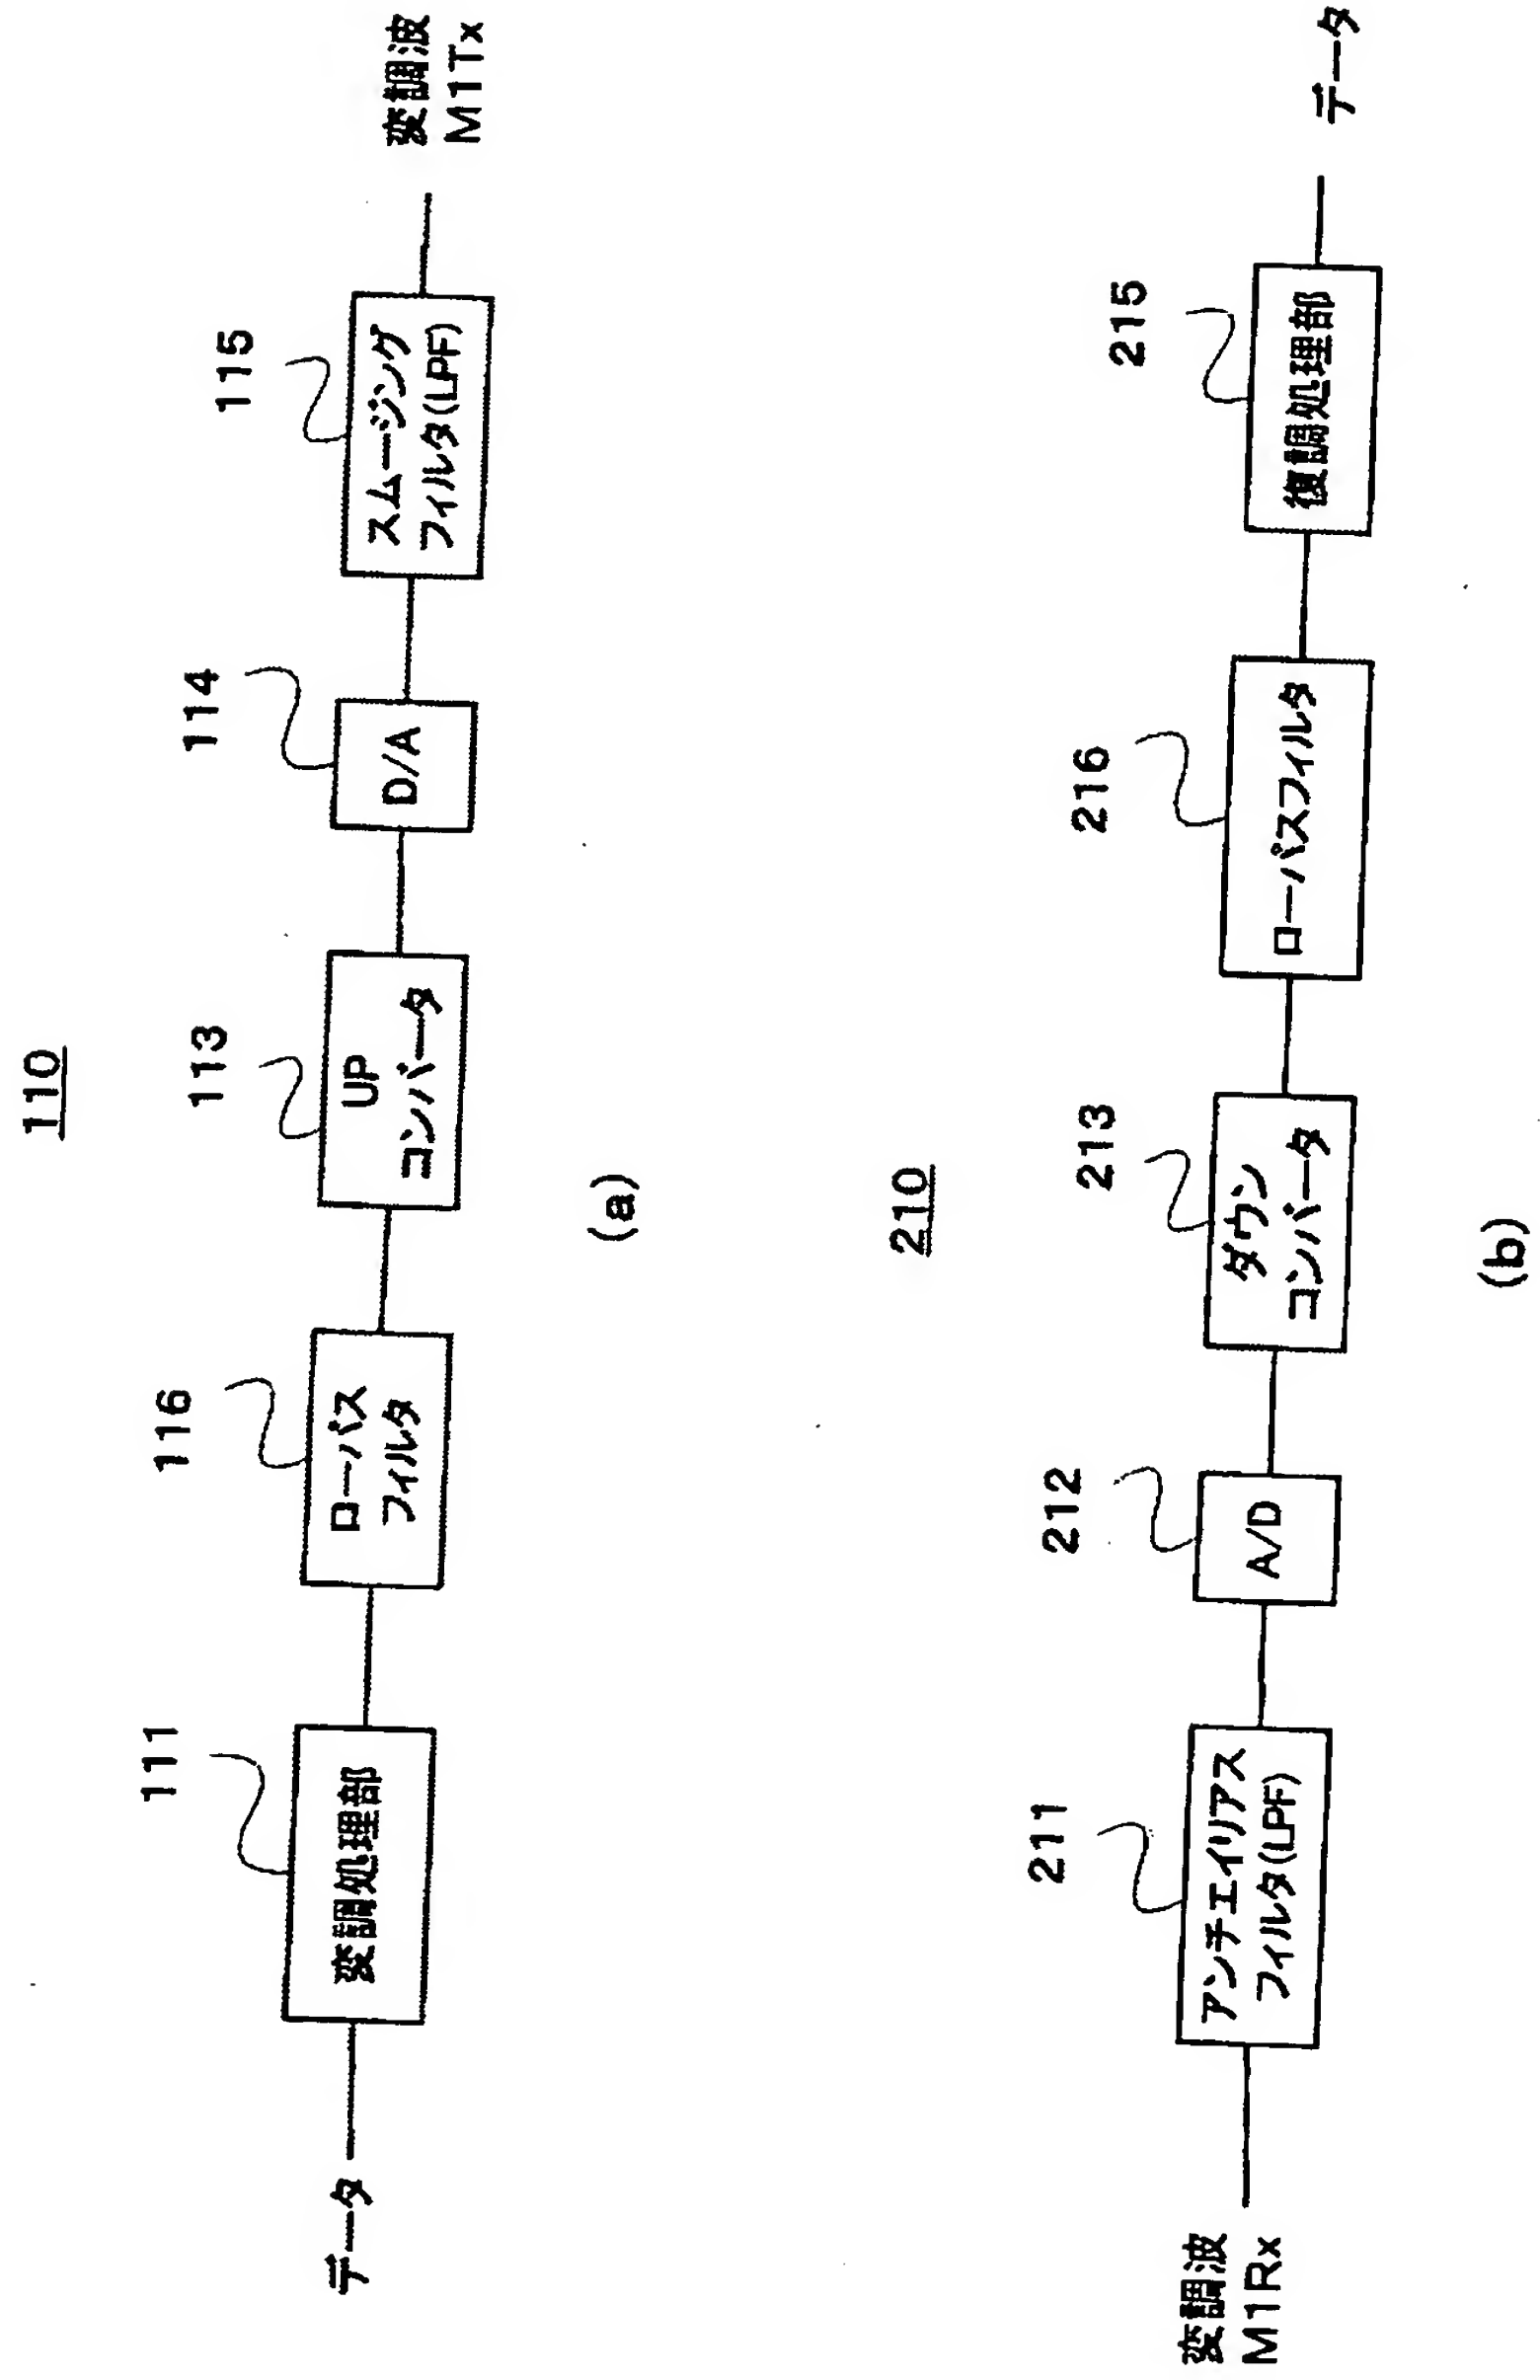 110
データ
111
変調処理部
116
ローパス
フィルタ
113
UP
コンバータ
114
D/A
115
スムージング
フィルタ(LPF)
変調波
M1Tx
(a)
210
変調波
M1Rx
211
アンチエイリアス
フィルタ(LPF)
212
A/D
213
ダウン
コンバータ
216
ローパスフィルタ
215
復調処理部
データ
(b)